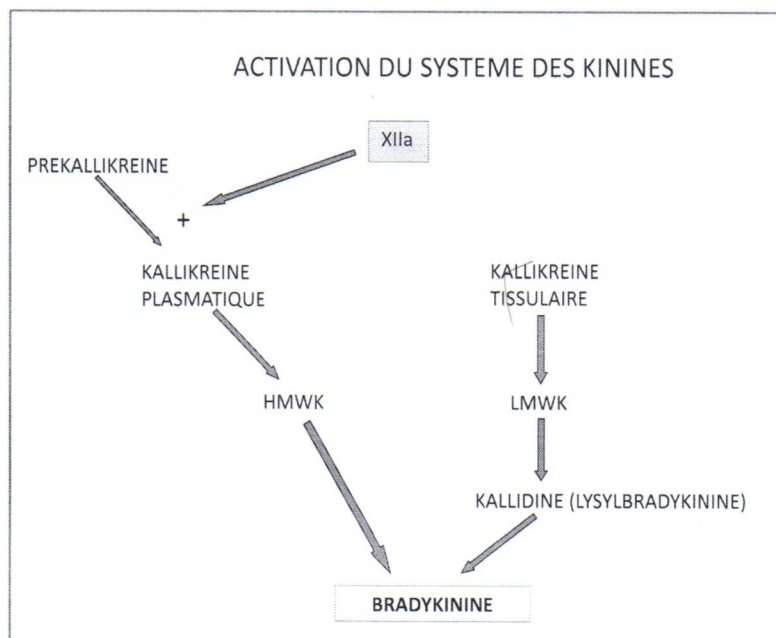 ACTIVATION DU SYSTEME DES KININES
XIIa
PREKALLIKREINE
+
KALLIKREINE
PLASMATIQUE
KALLIKREINE
TISSULAIRE
HMWK
LMWK
KALLIDINE (LYSYLBRADYKININE)
BRADYKININE